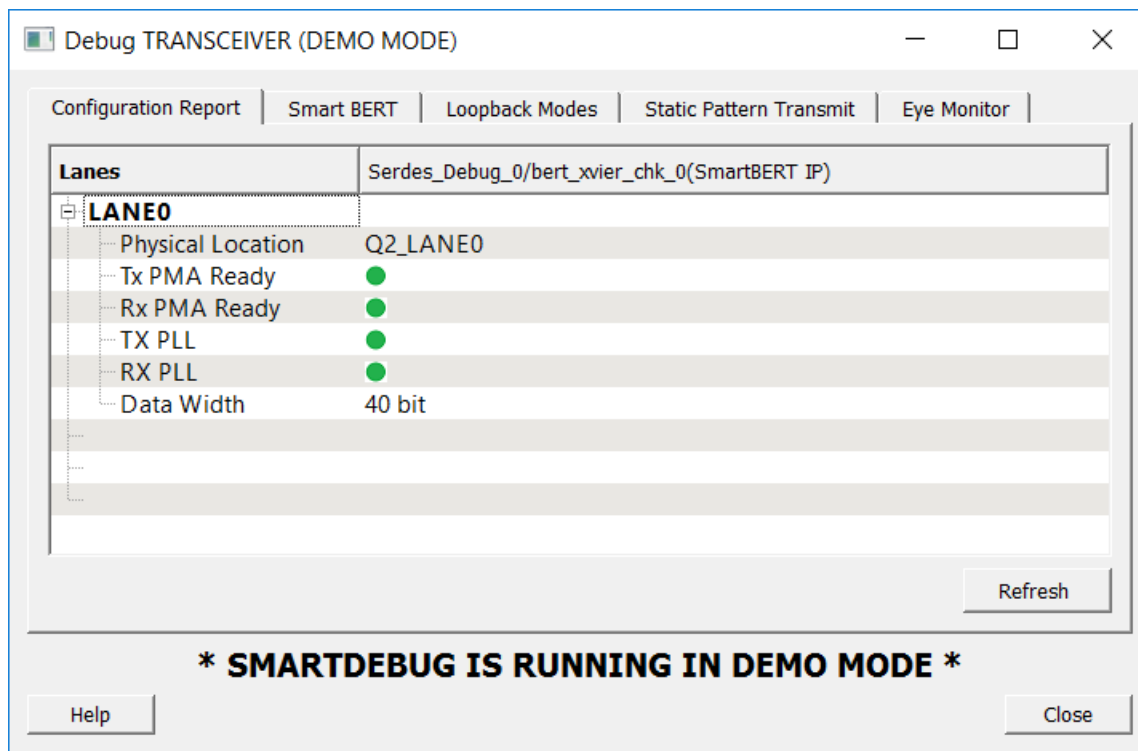 Debug TRANSCEIVER (DEMO MODE)
Configuration Report Smart BERT Loopback Modes Static Pattern Transmit Eye Monitor
Lanes Serdes_Debug_0/bert_xvier_chk_0(SmartBERT IP)
LANE0
Physical Location Q2_LANE0
Tx PMA Ready
Rx PMA Ready
TX PLL
RX PLL
Data Width 40 bit
Refresh
* SMARTDEBUG IS RUNNING IN DEMO MODE *
Help Close